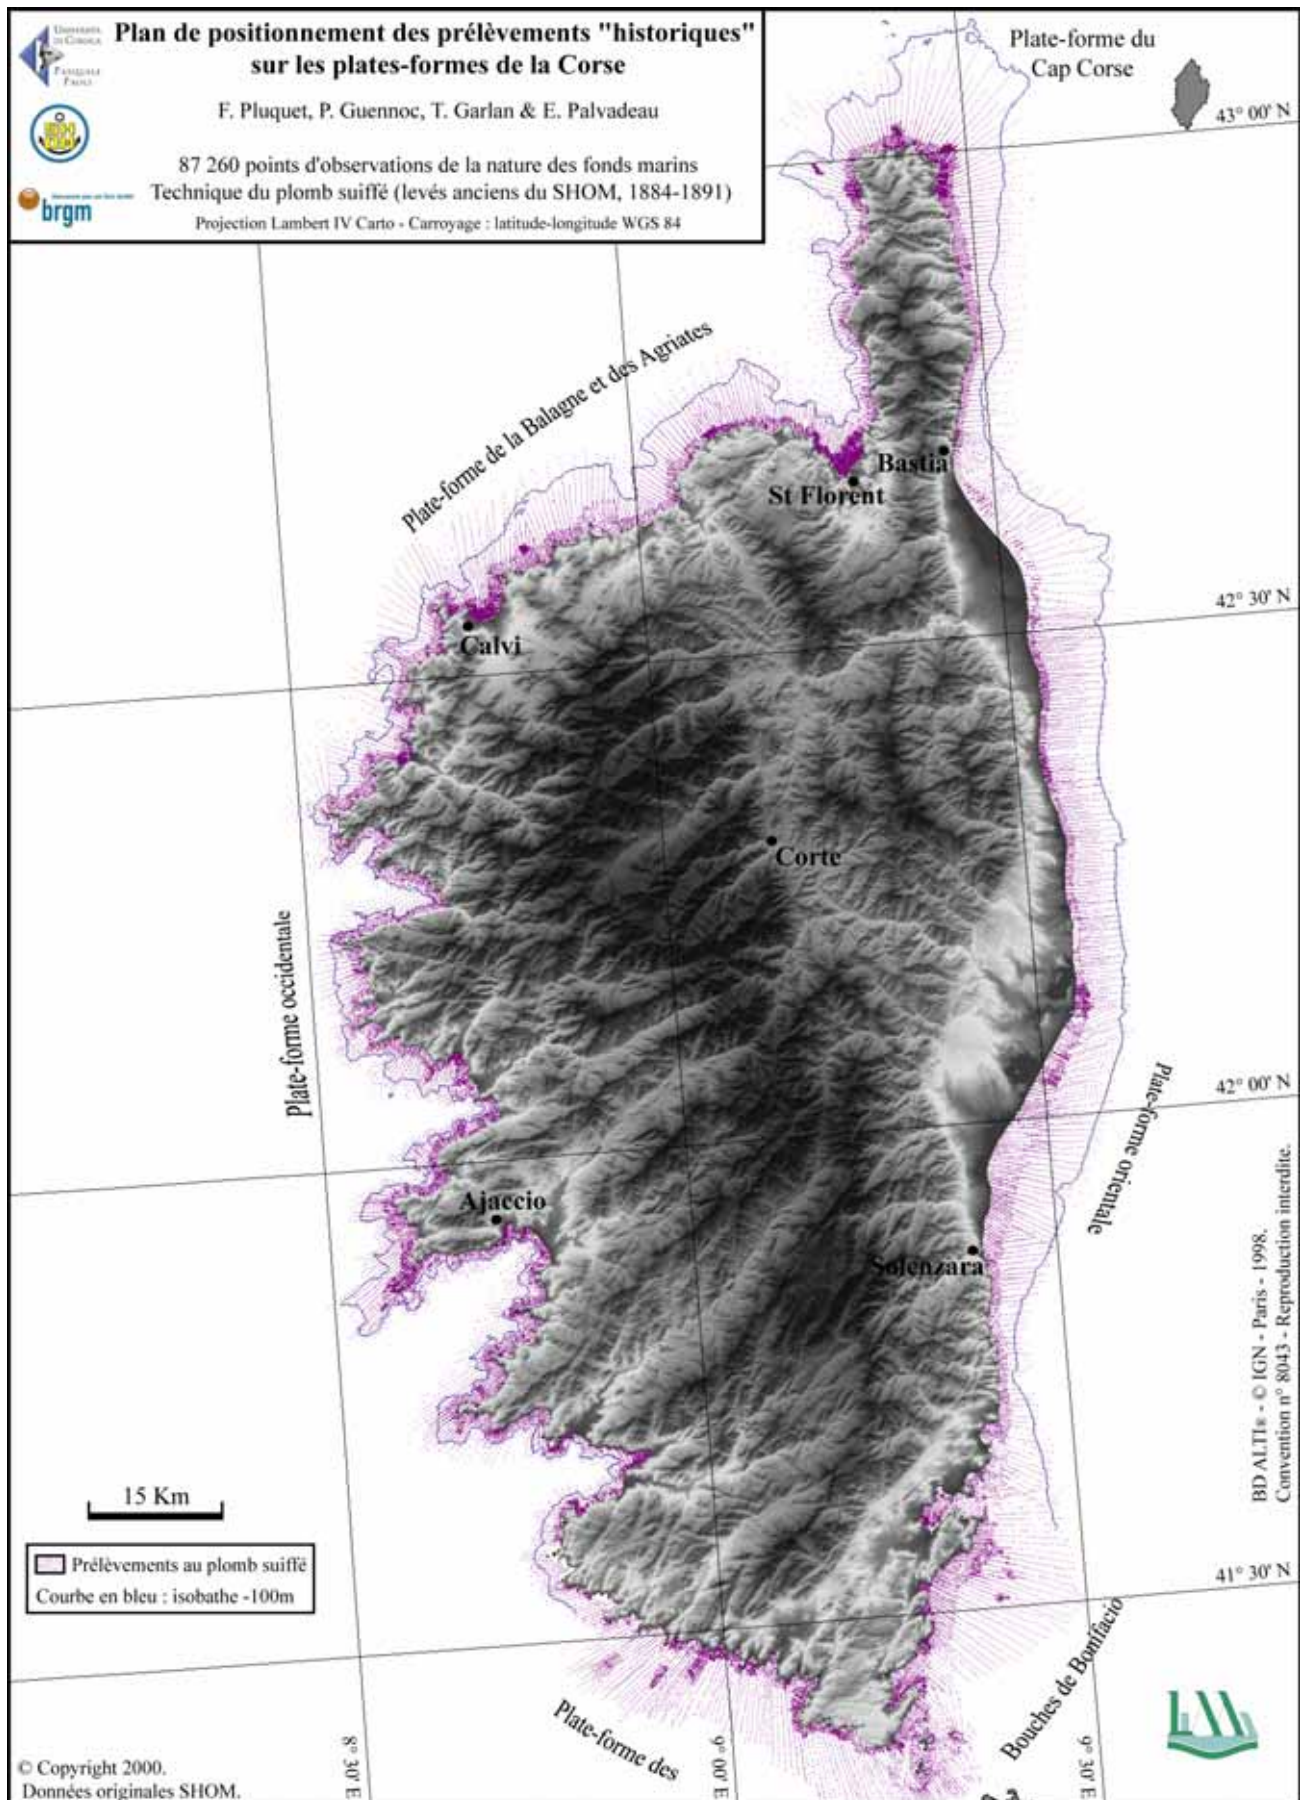 UNIVERSITÀ
DI CORSICA
PASQUALE
PAOLI
Plan de positionnement des prélèvements "historiques"
sur les plates-formes de la Corse
F. Pluquet, P. Guennoc, T. Garlan & E. Palvadeau
87 260 points d'observations de la nature des fonds marins
Technique du plomb suiffé (levés anciens du SHOM, 1884-1891)
Projection Lambert IV Carto - Carroyage : latitude-longitude WGS 84
brgm
Plate-forme du
Cap Corse
43° 00' N
Plate-forme de la Balagne et des Agriates
Bastia
St Florent
42° 30' N
Calvi
Corte
Plate-forme occidentale
42° 00' N
Plate-forme orientale
Ajaccio
Solenzara
BD ALTI® - © IGN - Paris - 1998.
Convention n° 8043 - Reproduction interdite.
15 Km
Prélèvements au plomb suiffé
Courbe en bleu : isobathe -100m
41° 30' N
Plate-forme des
Bouches de Bonifacio
8° 30' E
9° 00' E
9° 30' E
© Copyright 2000.
Données originales SHOM.